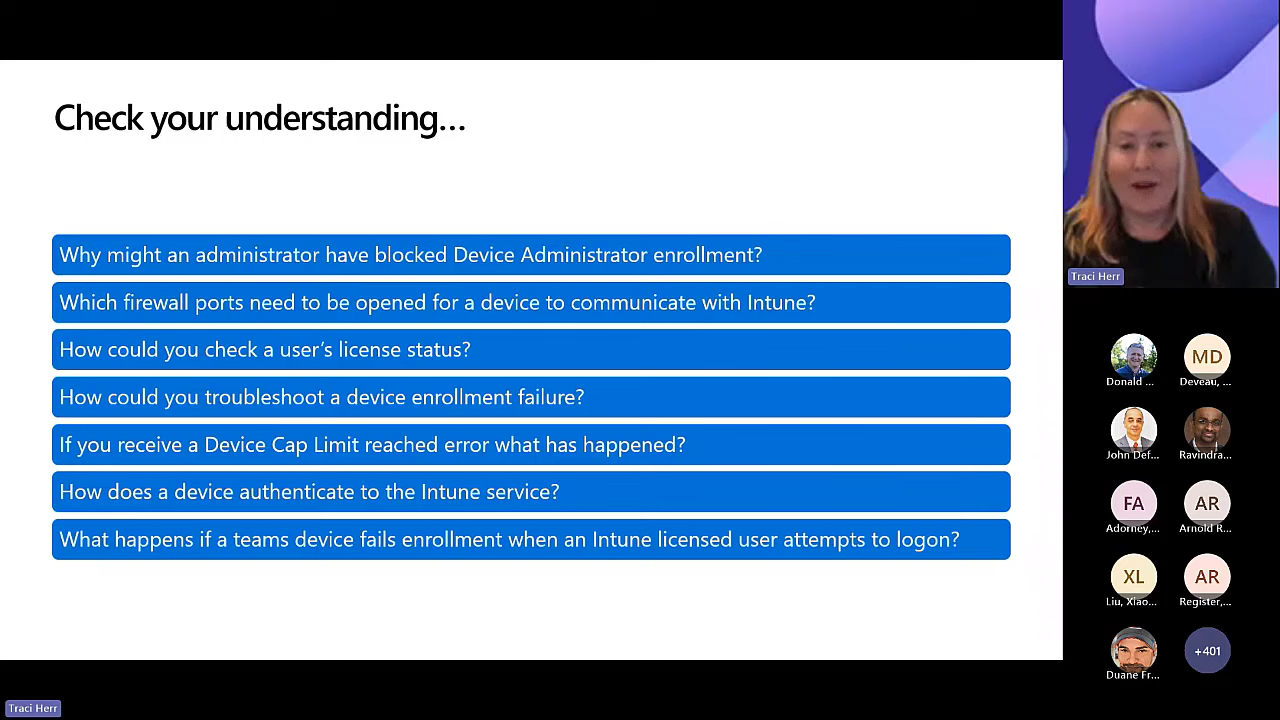 Check your understanding...
Why might an administrator have blocked Device Administrator enrollment?
Which firewall ports need to be opened for a device to communicate with Intune?
How could you check a user's license status?
How could you troubleshoot a device enrollment failure?
If you receive a Device Cap Limit reached error what has happened?
How does a device authenticate to the Intune service?
What happens if a teams device fails enrollment when an Intune licensed user attempts to logon?
Traci Herr
Donald ...
MD
Deveau, ...
John Def...
Ravindra...
FA
Adorney,...
AR
Arnold R...
XL
Liu, Xiao...
AR
Register,...
Duane Fr...
+401
Traci Herr